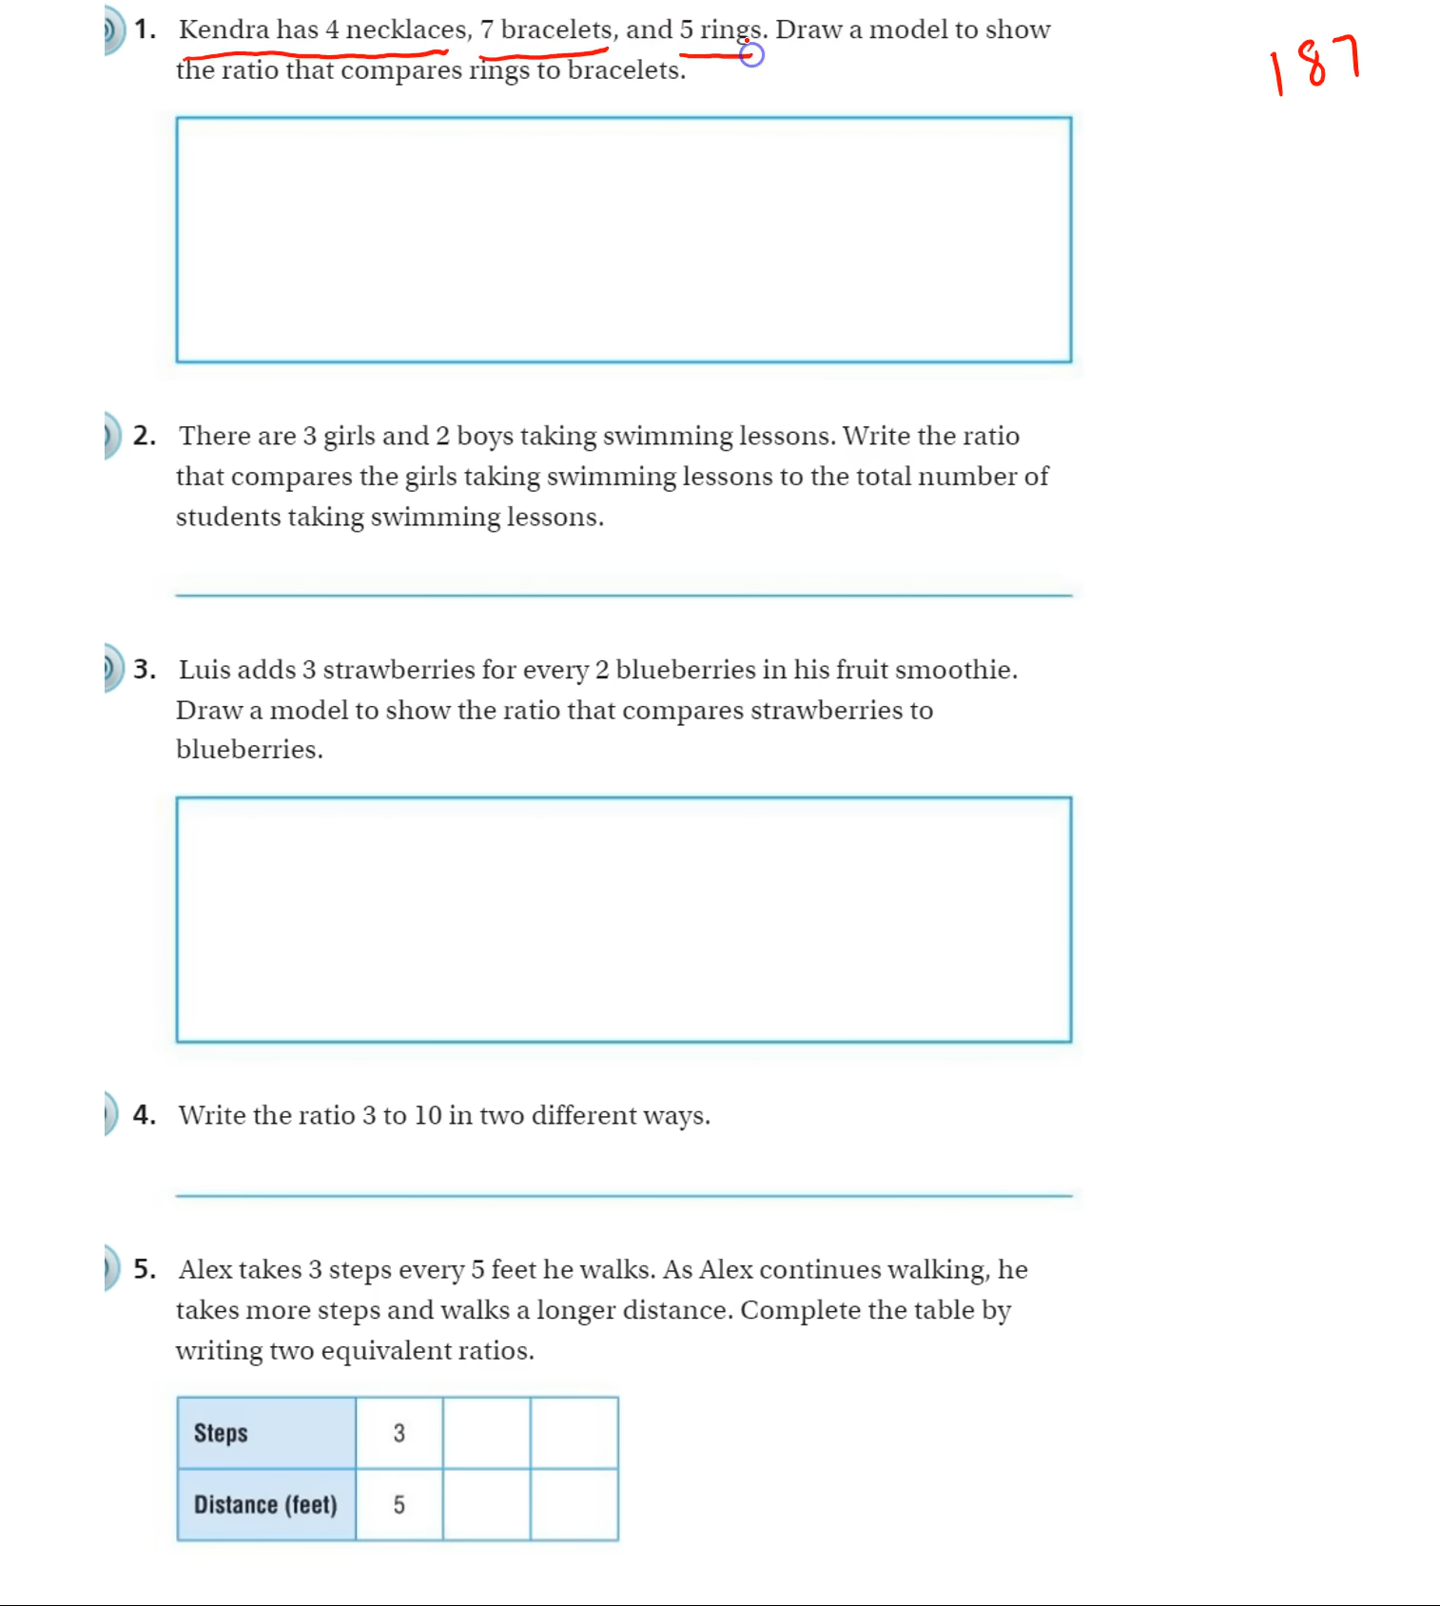 1. Kendra has 4 necklaces, 7 bracelets, and 5 rings. Draw a model to show
the ratio that compares rings to bracelets.
187
2. There are 3 girls and 2 boys taking swimming lessons. Write the ratio
that compares the girls taking swimming lessons to the total number of
students taking swimming lessons.
3. Luis adds 3 strawberries for every 2 blueberries in his fruit smoothie.
Draw a model to show the ratio that compares strawberries to
blueberries.
4. Write the ratio 3 to 10 in two different ways.
5. Alex takes 3 steps every 5 feet he walks. As Alex continues walking, he
takes more steps and walks a longer distance. Complete the table by
writing two equivalent ratios.
Steps 3
Distance (feet) 5